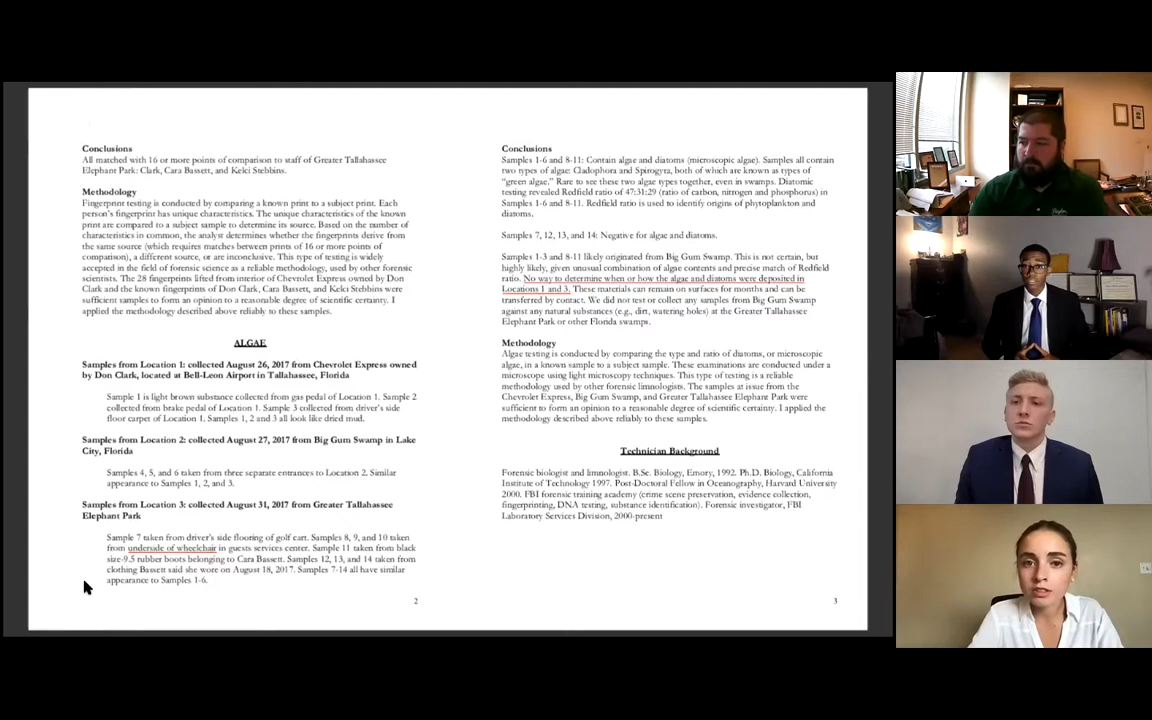 Conclusions
All matched with 16 or more points of comparison to staff of Greater Tallahassee
Elephant Park: Clark, Cara Bassett, and Kelci Stebbins.
Methodology
Fingerprint testing is conducted by comparing a known print to a subject print. Each
person's fingerprint has unique characteristics. The unique characteristics of the known
print are compared to a subject sample to determine its source. Based on the number of
characteristics in common, the analyst determines whether the fingerprints derive from
the same source (which requires matches between prints of 16 or more points of
comparison), a different source, or are inconclusive. This type of testing is widely
accepted in the field of forensic science as a reliable methodology, used by other forensic
scientists. The 28 fingerprints lifted from interior of Chevrolet Express owned by Don
Clark and the known fingerprints of Don Clark, Cara Bassett, and Kelci Stebbins were
sufficient samples to form an opinion to a reasonable degree of scientific certainty. I
applied the methodology described above reliably to these samples.
ALGAE
Samples from Location 1: collected August 26, 2017 from Chevrolet Express owned
by Don Clark, located at Bell-Leon Airport in Tallahassee, Florida
Sample 1 is light brown substance collected from gas pedal of Location 1. Sample 2
collected from brake pedal of Location 1. Sample 3 collected from driver's side
floor carpet of Location 1. Samples 1, 2 and 3 all look like dried mud.
Samples from Location 2: collected August 27, 2017 from Big Gum Swamp in Lake
City, Florida
Samples 4, 5, and 6 taken from three separate entrances to Location 2. Similar
appearance to Samples 1, 2, and 3.
Samples from Location 3: collected August 31, 2017 from Greater Tallahassee
Elephant Park
Sample 7 taken from driver's side flooring of golf cart. Samples 8, 9, and 10 taken
from underside of wheelchair in guests services center. Sample 11 taken from black
size-9.5 rubber boots belonging to Cara Bassett. Samples 12, 13, and 14 taken from
clothing Bassett said she wore on August 18, 2017. Samples 7-14 all have similar
appearance to Samples 1-6.
2
Conclusions
Samples 1-6 and 8-11: Contain algae and diatoms (microscopic algae). Samples all contain
two types of algae: Cladophora and Spirogyra, both of which are known as types of
"green algae." Rare to see these two algae types together, even in swamps. Diatomic
testing revealed Redfield ratio of 47:31:29 (ratio of carbon, nitrogen and phosphorus) in
Samples 1-6 and 8-11. Redfield ratio is used to identify origins of phytoplankton and
diatoms.
Samples 7, 12, 13, and 14: Negative for algae and diatoms.
Samples 1-3 and 8-11 likely originated from Big Gum Swamp. This is not certain, but
highly likely, given unusual combination of algae contents and precise match of Redfield
ratio. No way to determine when or how the algae and diatoms were deposited in
Locations 1 and 3. These materials can remain on surfaces for months and can be
transferred by contact. We did not test or collect any samples from Big Gum Swamp
against any natural substances (e.g., dirt, watering holes) at the Greater Tallahassee
Elephant Park or other Florida swamps.
Methodology
Algae testing is conducted by comparing the type and ratio of diatoms, or microscopic
algae, in a known sample to a subject sample. These examinations are conducted under a
microscope using light microscopy techniques. This type of testing is a reliable
methodology used by other forensic limnologists. The samples at issue from the
Chevrolet Express, Big Gum Swamp, and Greater Tallahassee Elephant Park were
sufficient to form an opinion to a reasonable degree of scientific certainty. I applied the
methodology described above reliably to these samples.
Technician Background
Forensic biologist and limnologist. B.Sc. Biology, Emory, 1992. Ph.D. Biology, California
Institute of Technology 1997. Post-Doctoral Fellow in Oceanography, Harvard University
2000. FBI forensic training academy (crime scene preservation, evidence collection,
fingerprinting, DNA testing, substance identification). Forensic investigator, FBI
Laboratory Services Division, 2000-present
3